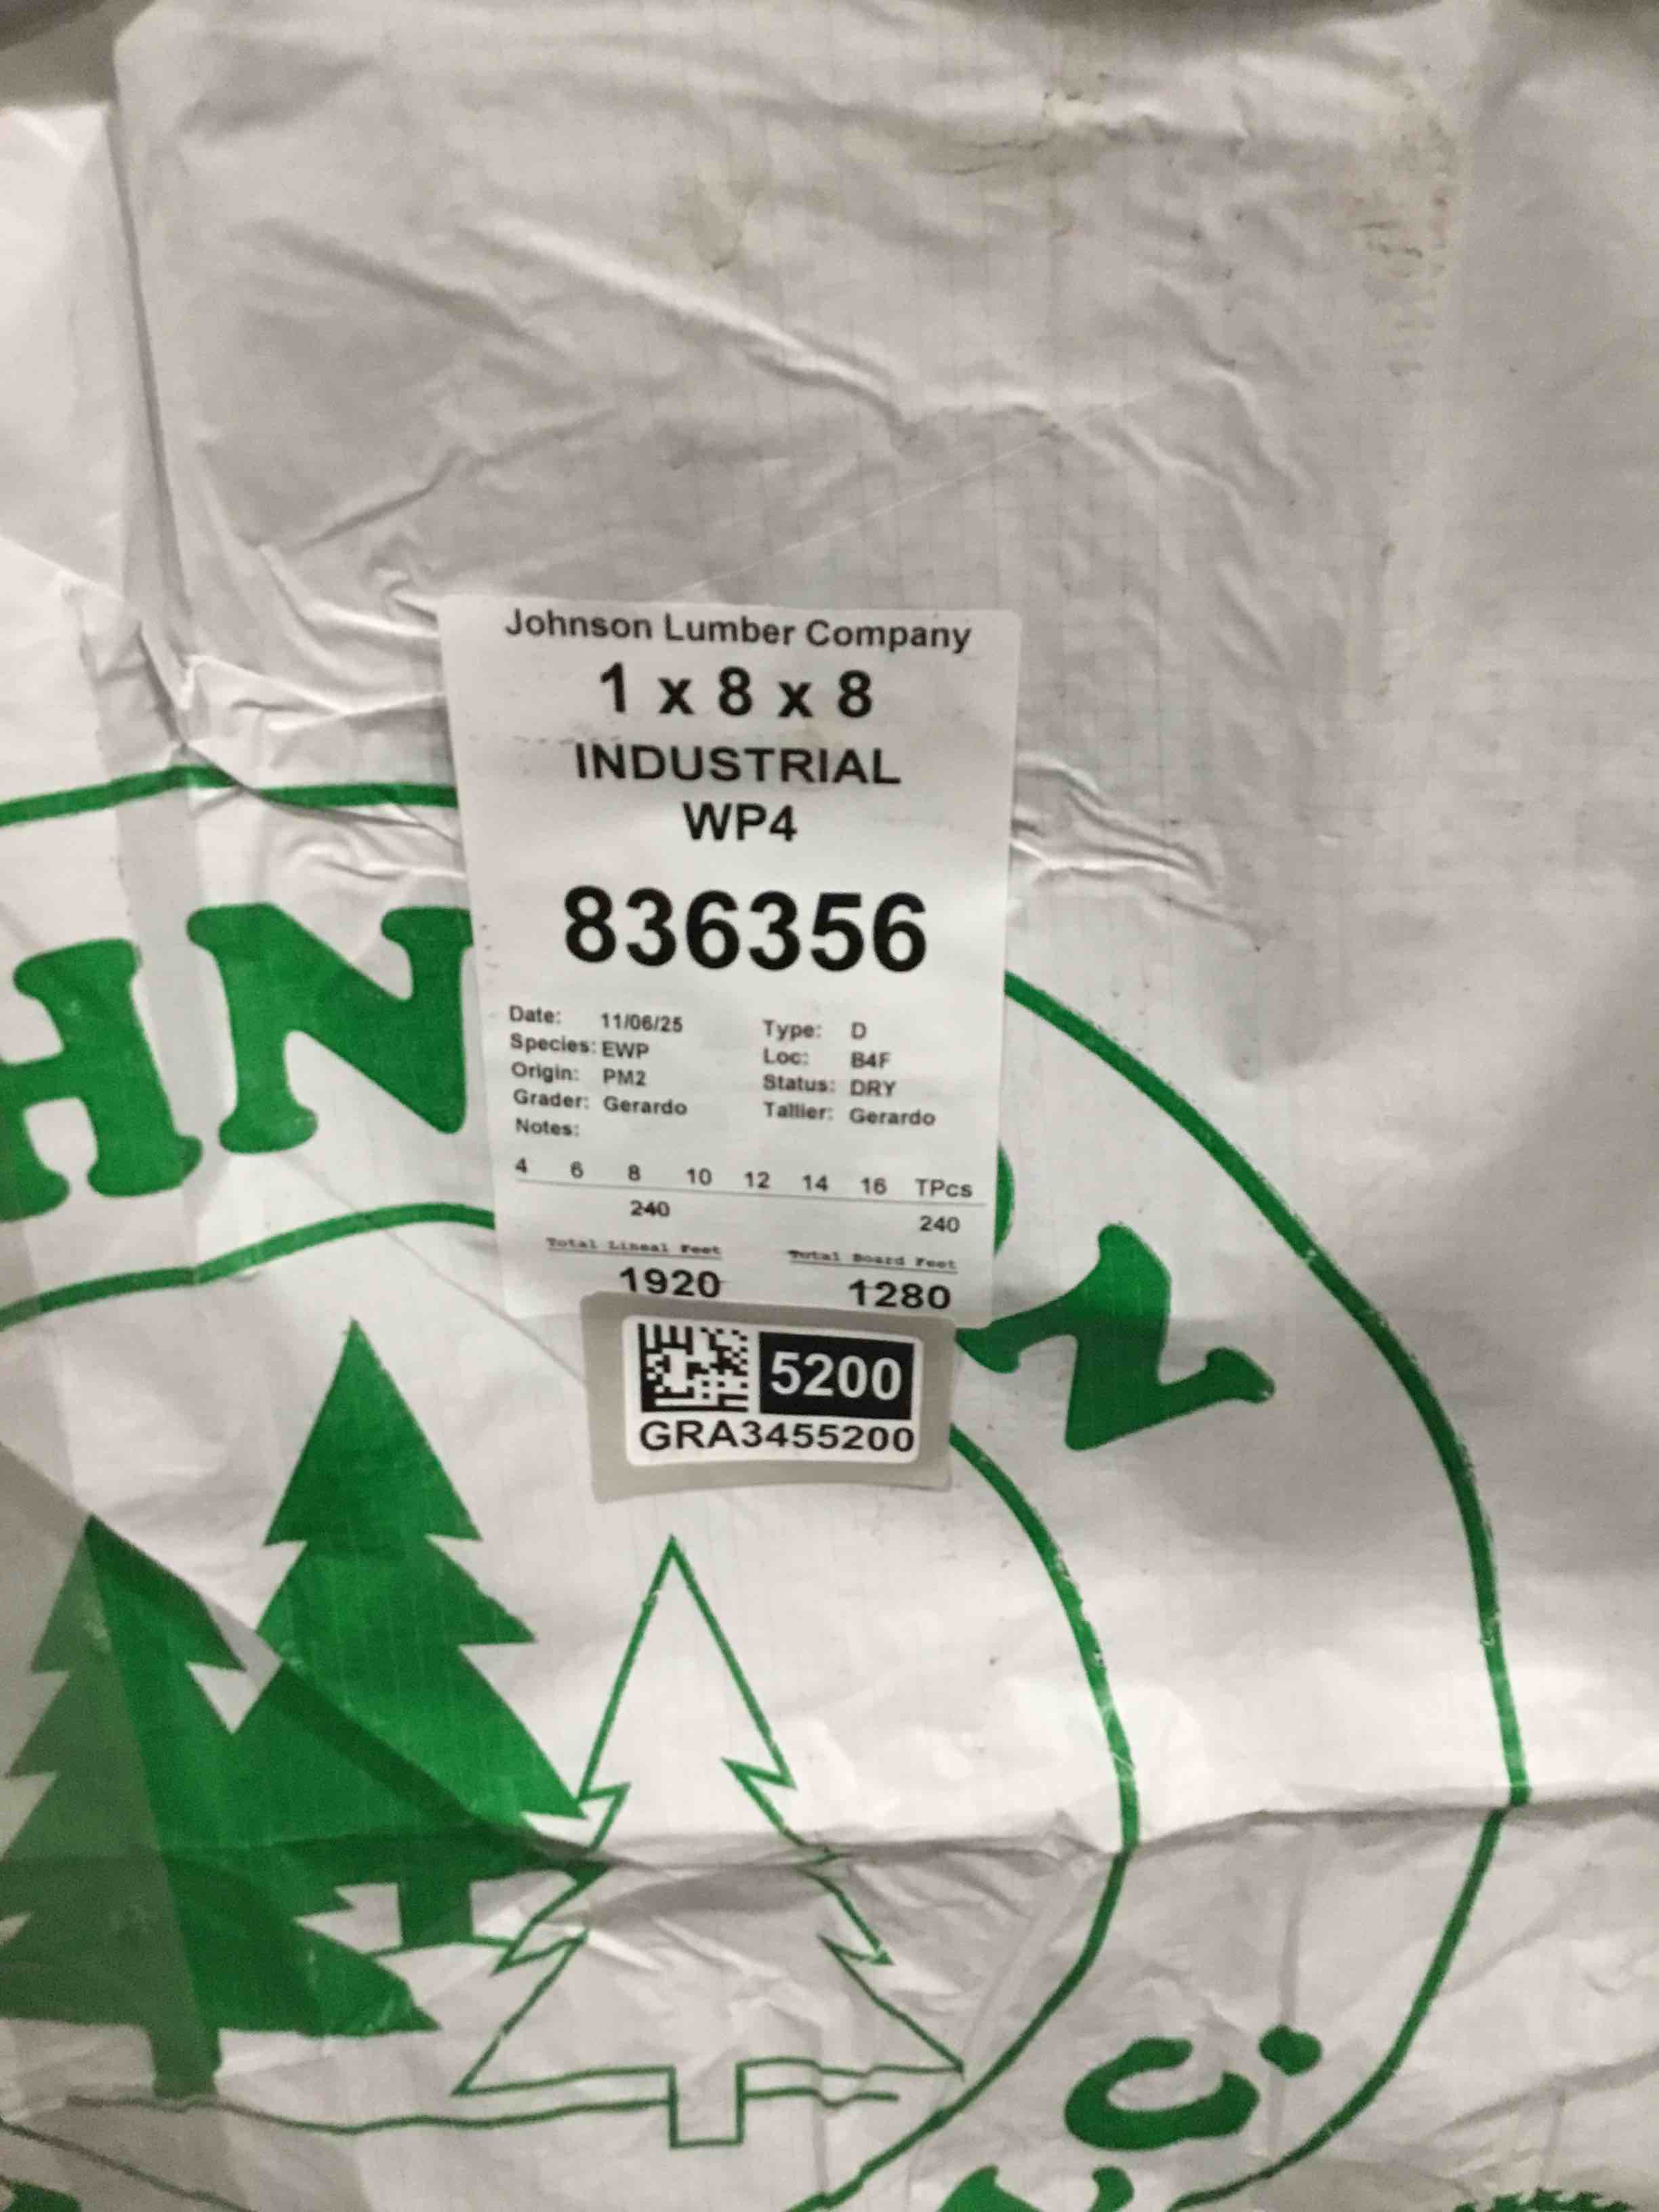 Johnson Lumber Company
1 x 8 x 8
INDUSTRIAL
WP4
836356
Date: 11/06/25 Type: D
Species: EWP Loc: B4F
Origin: PM2 Status: DRY
Grader: Gerardo Tallier: Gerardo
Notes:
4 6 8 10 12 14 16 TPcs
240 240
Total Lineal Feet Total Board Feet
1920 1280
5200
GRA3455200
HN
N
C.